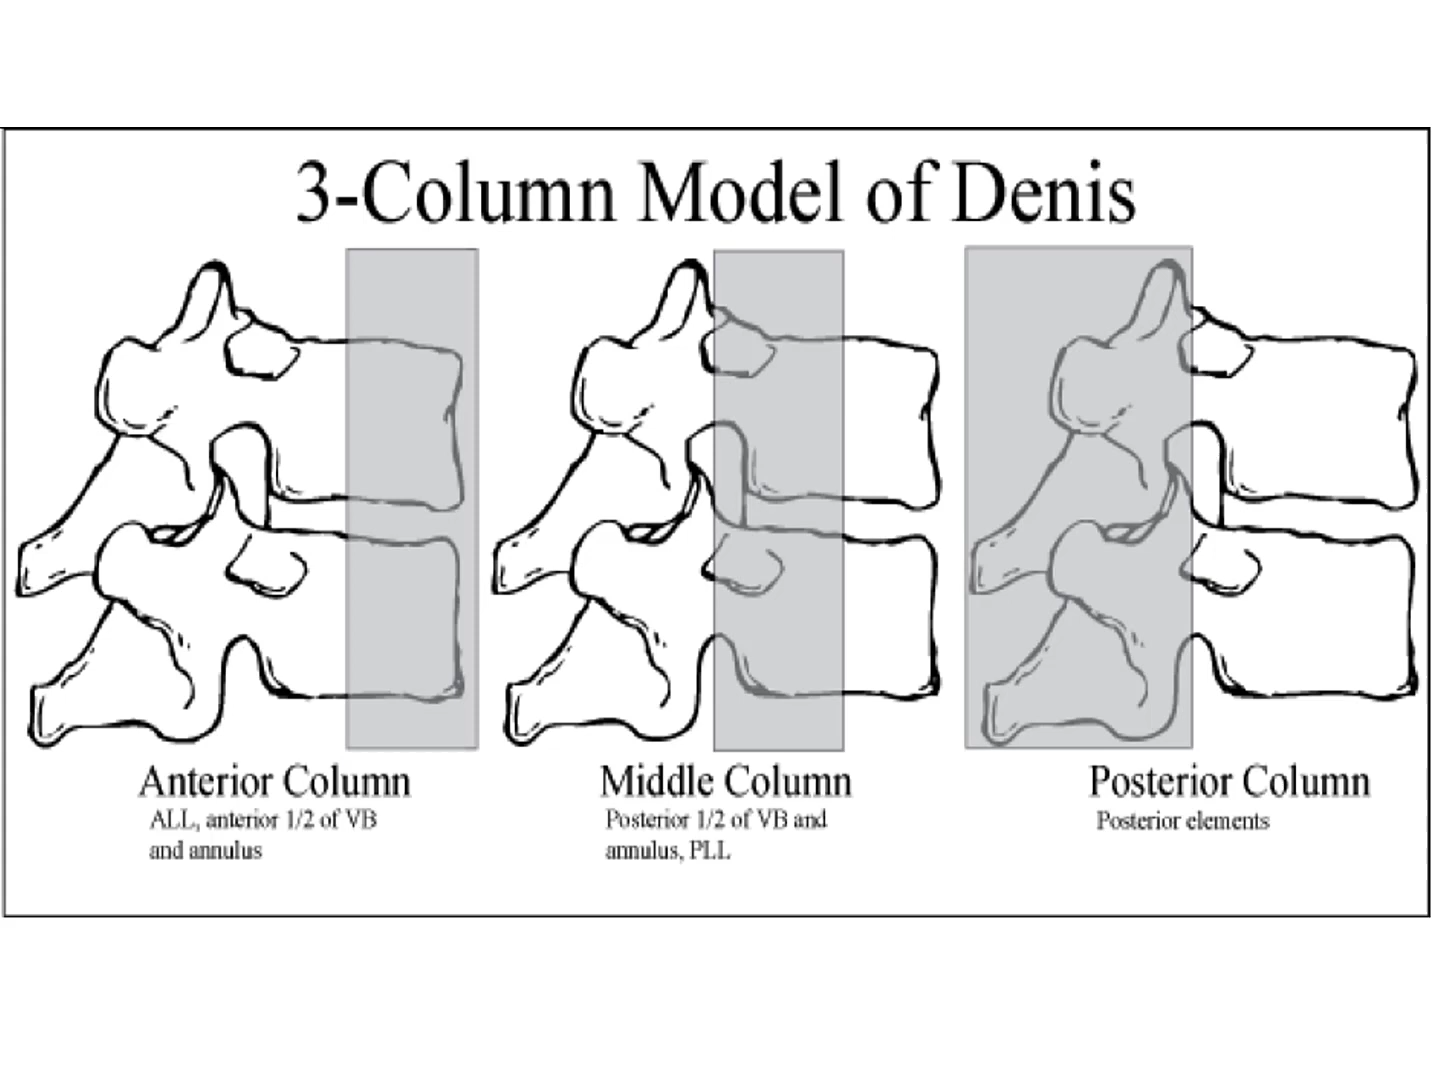 3-Column Model of Denis
Anterior Column
ALL, anterior 1/2 of VB
and annulus
Middle Column
Posterior 1/2 of VB and
annulus, PLL
Posterior Column
Posterior elements